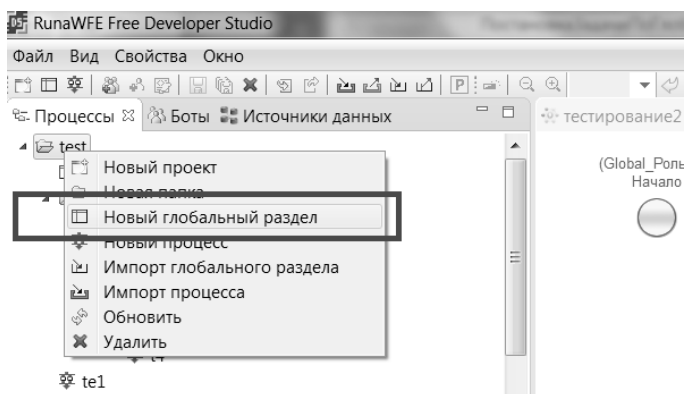 RunaWFE Free Developer Studio
Файл Вид Свойства Окно
Процессы Боты Источники данных
тестирование2
test
(Global_Роль
Начало
Новый проект
Новая папка
Новый глобальный раздел
Новый процесс
Импорт глобального раздела
Импорт процесса
Обновить
Удалить
te1